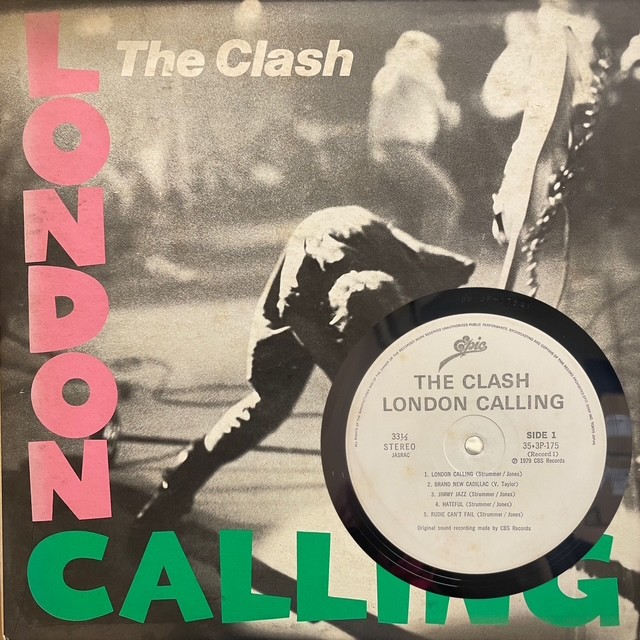 The Clash
LONDON
CALLING
Epic
THE CLASH
LONDON CALLING
33⅓
STEREO
JASRAC
SIDE 1
35·3P-175
(Record 1)
℗ 1979 CBS Records
1. LONDON CALLING (Strummer/Jones)
2. BRAND NEW CADILLAC (V. Taylor)
3. JIMMY JAZZ (Strummer/Jones)
4. HATEFUL (Strummer/Jones)
5. RUDIE CAN'T FAIL (Strummer/Jones)
Original sound recording made by CBS Records